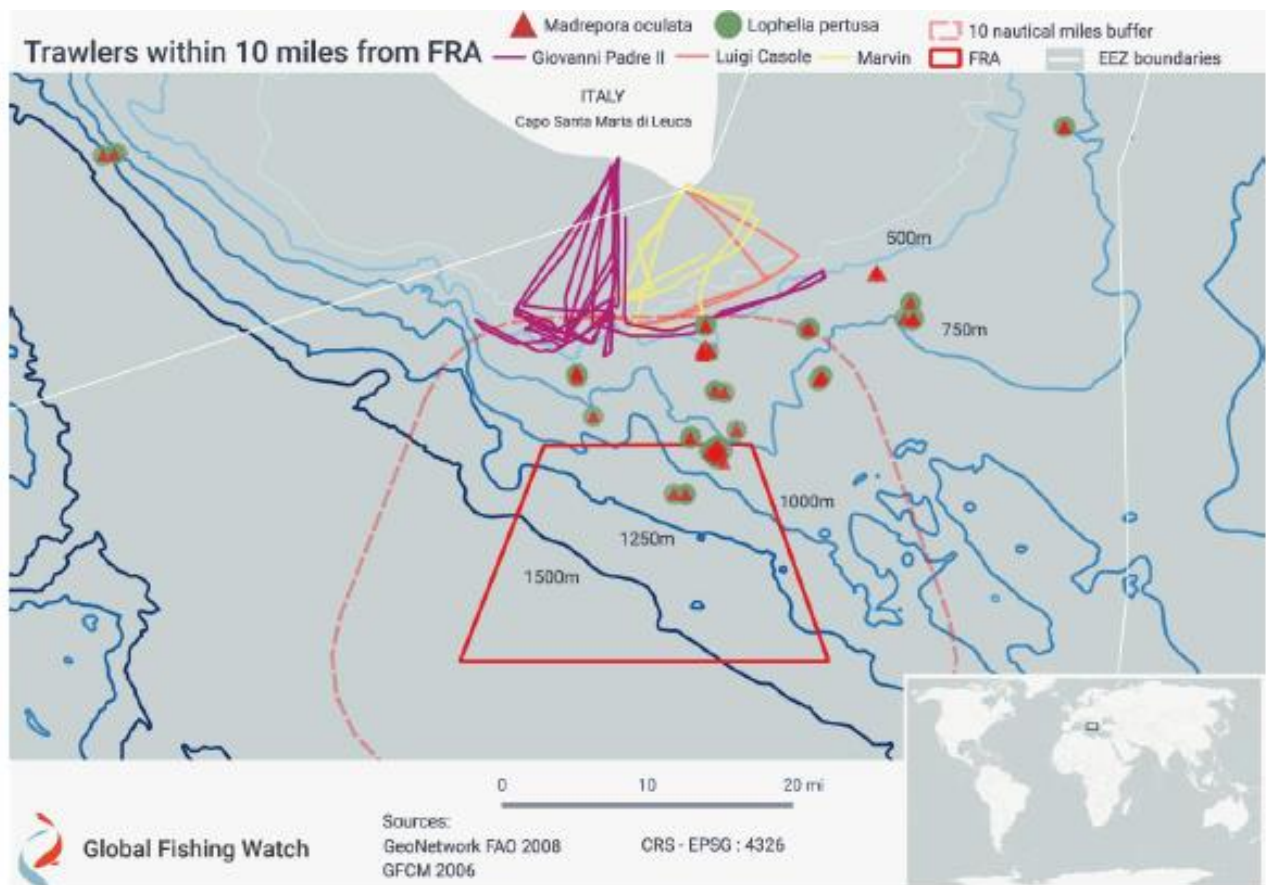 Trawlers within 10 miles from FRA
Madrepora oculata
Lophelia pertusa
10 nautical miles buffer
Giovanni Padre II
Luigi Casole
Marvin
FRA
EEZ boundaries
ITALY
Capo Santa Maria di Leuca
500m
750m
1000m
1250m
1500m
0 10 20 mi
Global Fishing Watch
Sources:
GeoNetwork FAO 2008
GFCM 2006
CRS - EPSG : 4326